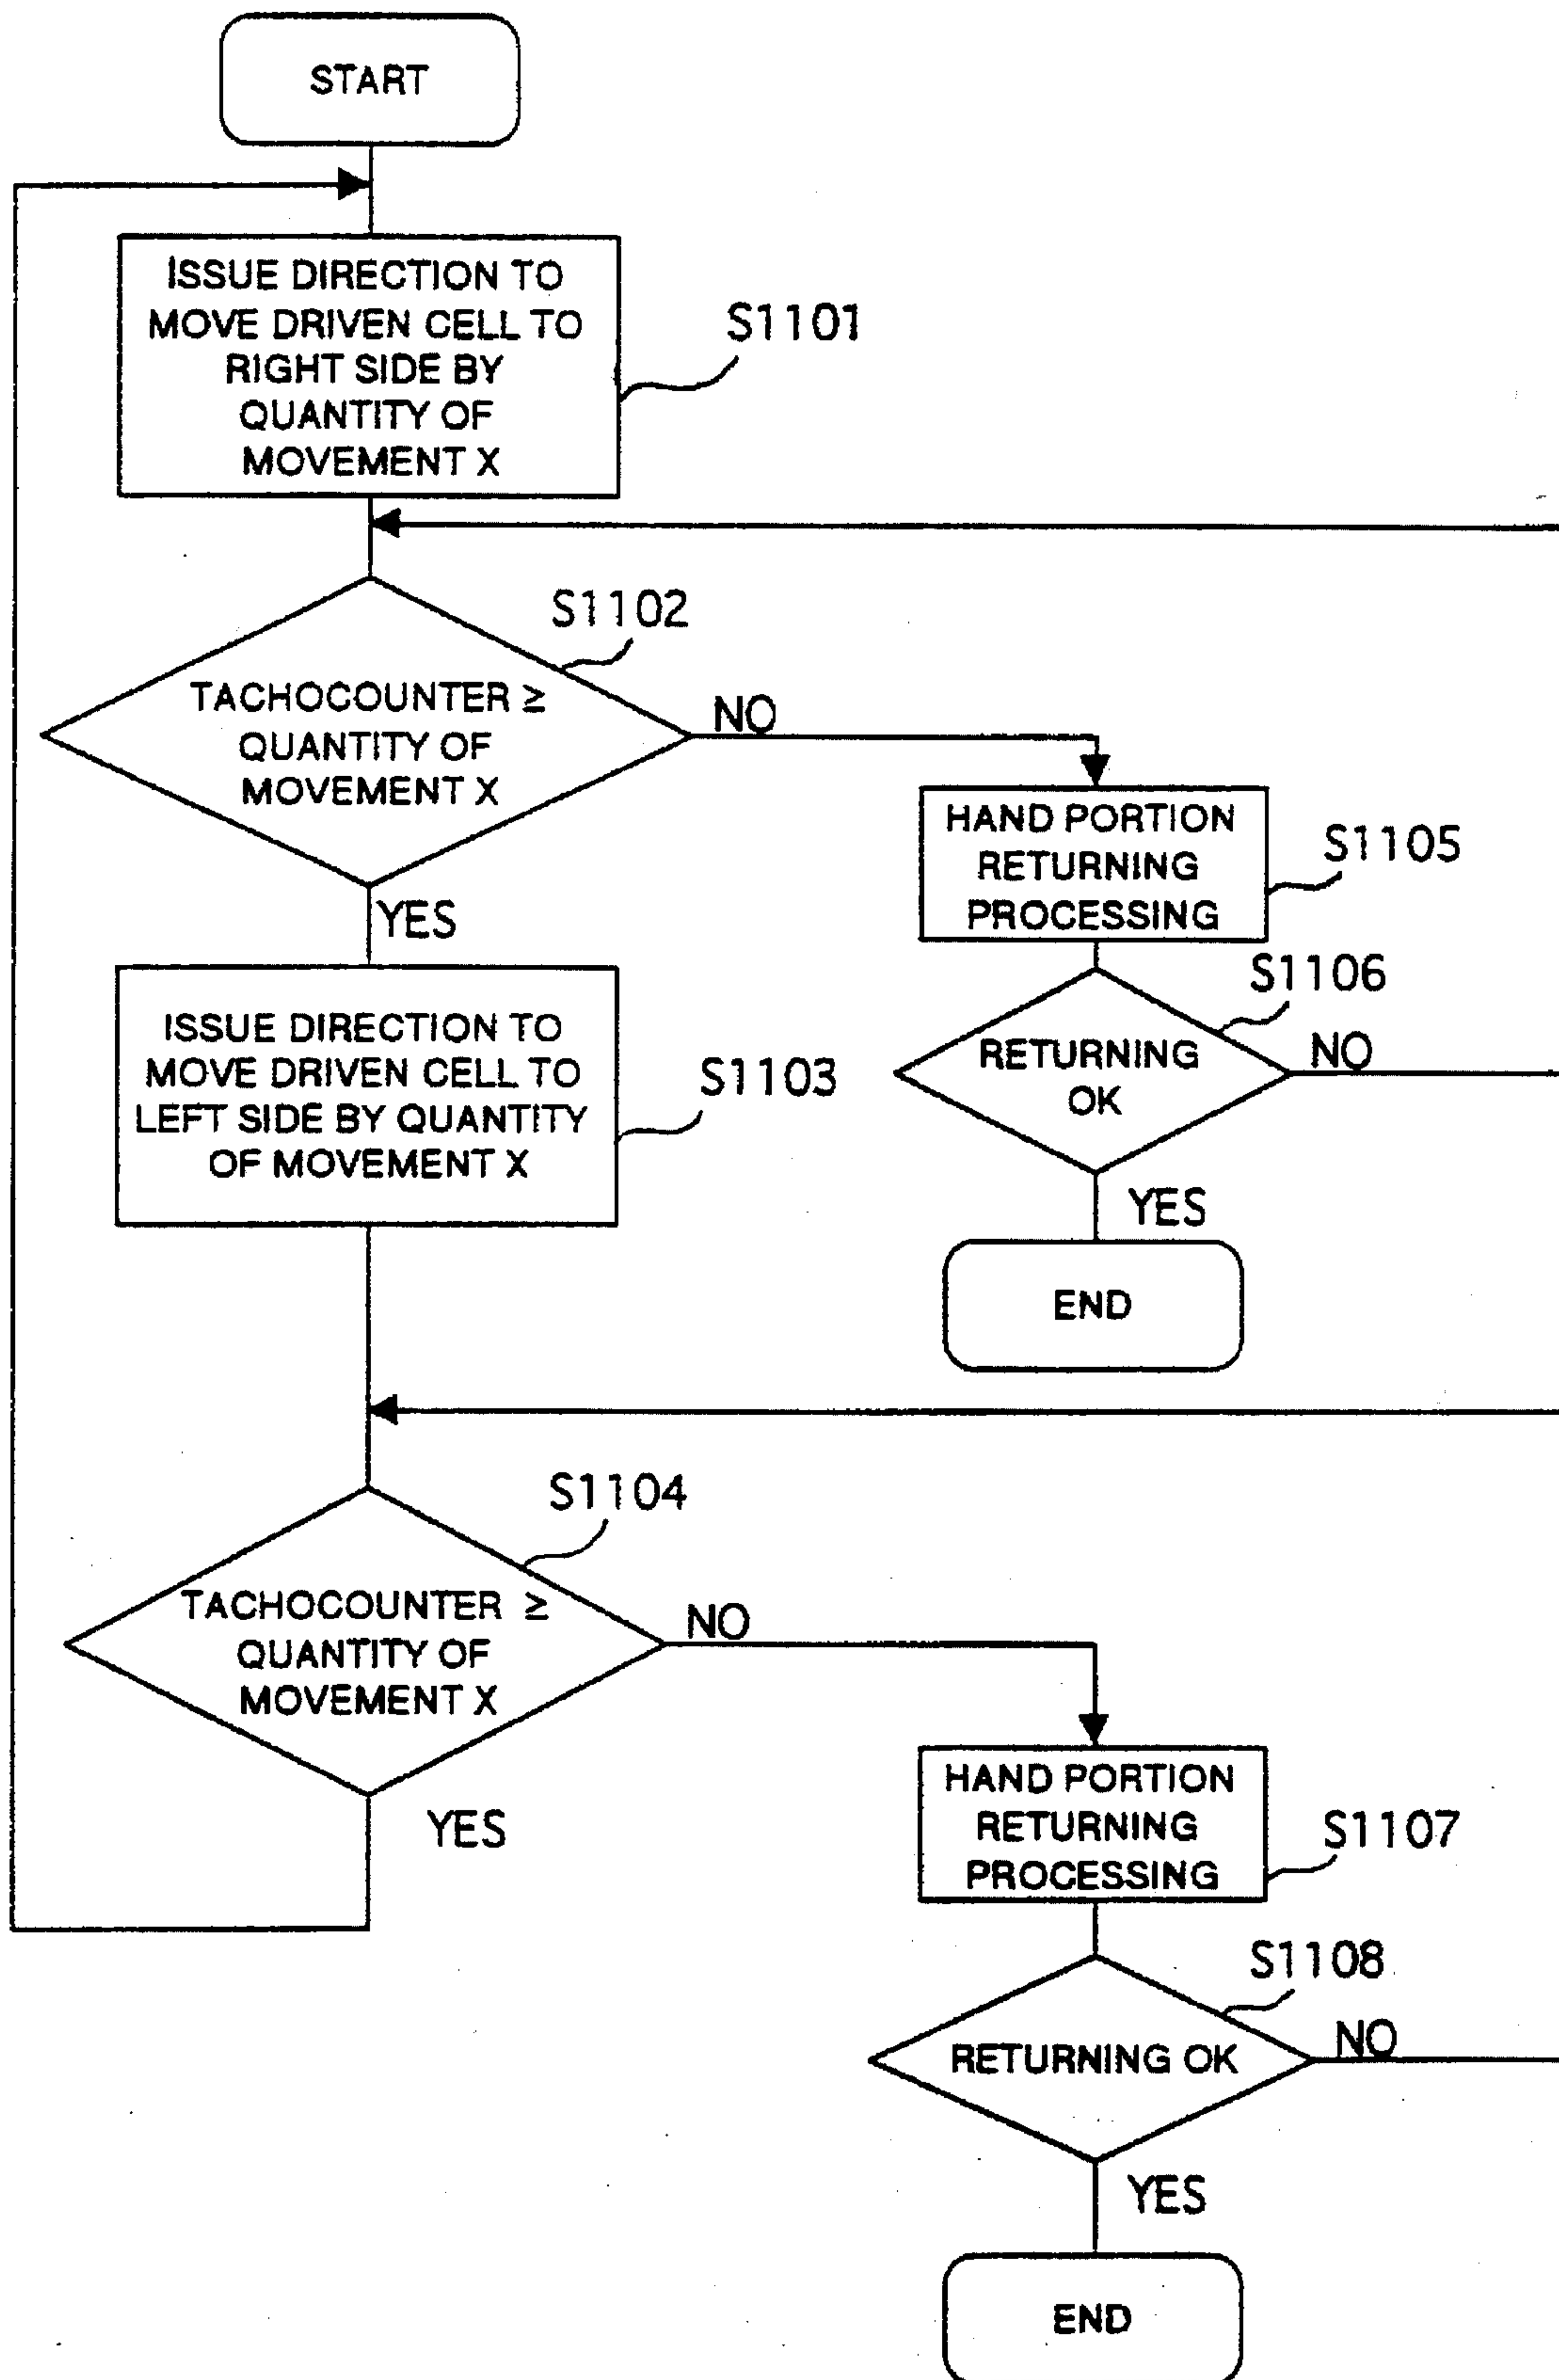 START
ISSUE DIRECTION TO
MOVE DRIVEN CELL TO
RIGHT SIDE BY
QUANTITY OF
MOVEMENT X
S1101
S1102
TACHOCOUNTER ≥
QUANTITY OF
MOVEMENT X
NO
YES
HAND PORTION
RETURNING
PROCESSING
S1105
S1106
RETURNING
OK
NO
YES
END
ISSUE DIRECTION TO
MOVE DRIVEN CELL TO
LEFT SIDE BY QUANTITY
OF MOVEMENT X
S1103
S1104
TACHOCOUNTER ≥
QUANTITY OF
MOVEMENT X
NO
YES
HAND PORTION
RETURNING
PROCESSING
S1107
S1108
RETURNING OK
NO
YES
END